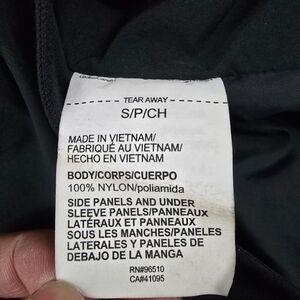 TEAR AWAY
S/P/CH
MADE IN VIETNAM/
FABRIQUÉ AU VIETNAM/
HECHO EN VIETNAM
BODY/CORPS/CUERPO
100% NYLON/poliamida
SIDE PANELS AND UNDER
SLEEVE PANELS/PANNEAUX
LATÉRAUX ET PANNEAUX
SOUS LES MANCHES/PANELES
LATERALES Y PANELES DE
DEBAJO DE LA MANGA
RN#96510
CA#41095